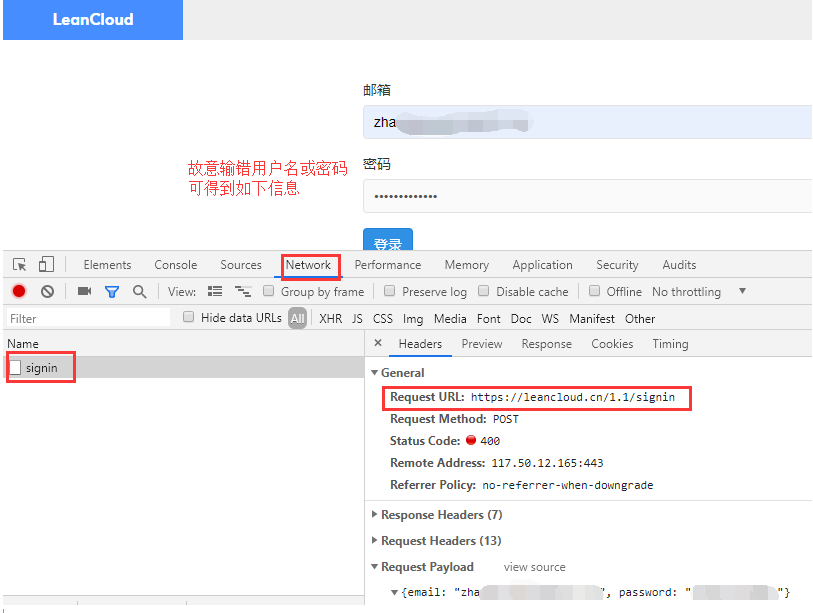 LeanCloud
邮箱
zha
故意输错用户名或密码
可得到如下信息
密码
•••••••••••••
登录
Elements Console Sources Network Performance Memory Application Security Audits
View: Group by frame Preserve log Disable cache Offline No throttling
Filter Hide data URLs All XHR JS CSS Img Media Font Doc WS Manifest Other
Name
signin
× Headers Preview Response Cookies Timing
General
Request URL: https://leancloud.cn/1.1/signin
Request Method: POST
Status Code: 400
Remote Address: 117.50.12.165:443
Referrer Policy: no-referrer-when-downgrade
Response Headers (7)
Request Headers (13)
Request Payload view source
{email: "zha", password: ""}